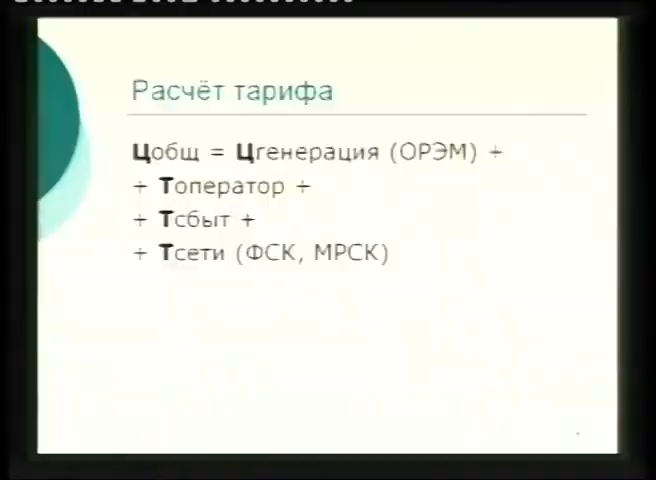 Расчёт тарифа
Цобщ = Цгенерация (ОРЭМ) +
+ Топератор +
+ Тсбыт +
+ Тсети (ФСК, МРСК)